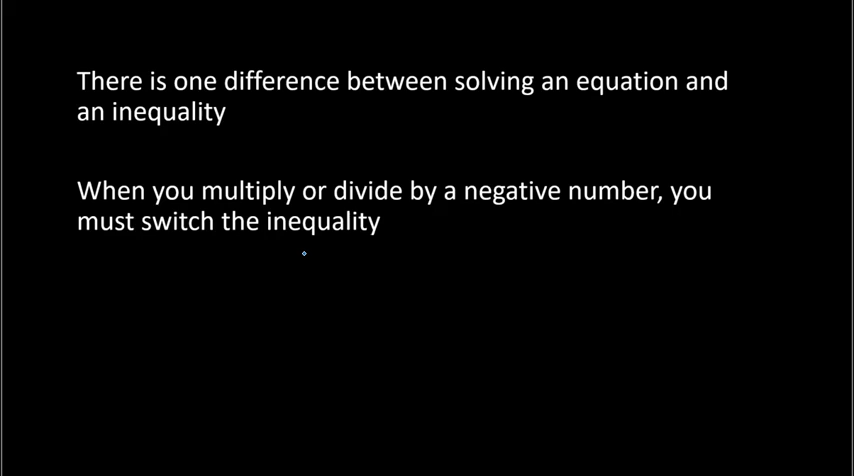 There is one difference between solving an equation and
an inequality
When you multiply or divide by a negative number, you
must switch the inequality